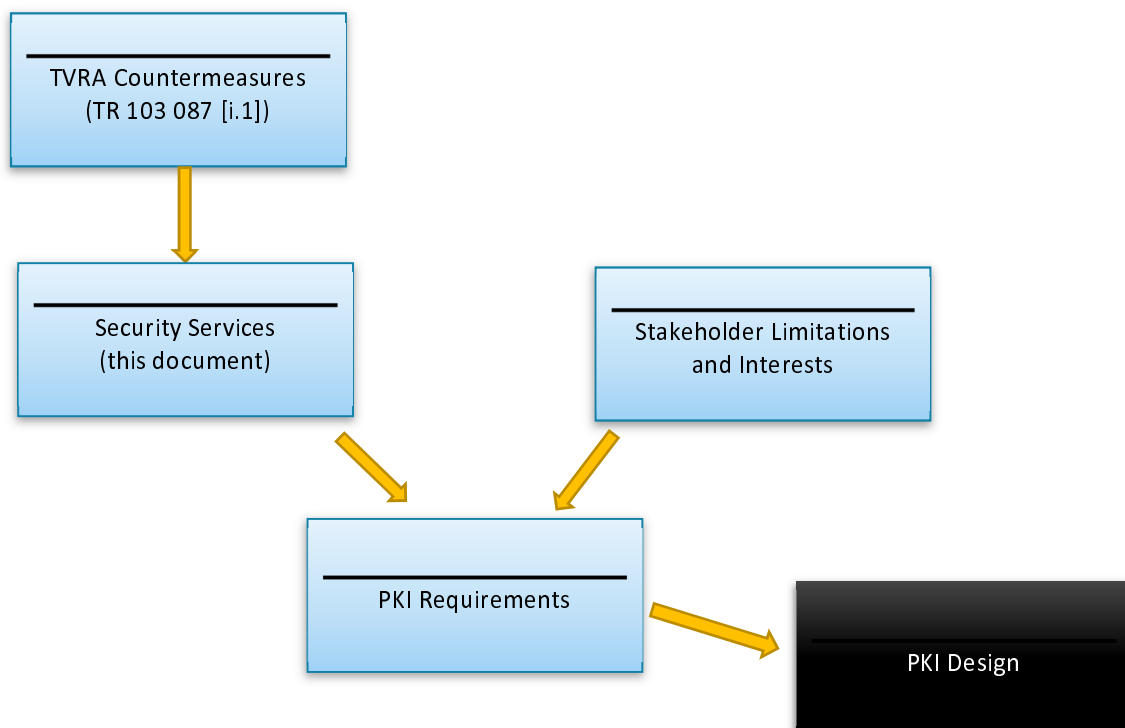 TVRA Countermeasures
(TR 103 087 [i.1])
Security Services
(this document)
Stakeholder Limitations
and Interests
PKI Requirements
PKI Design